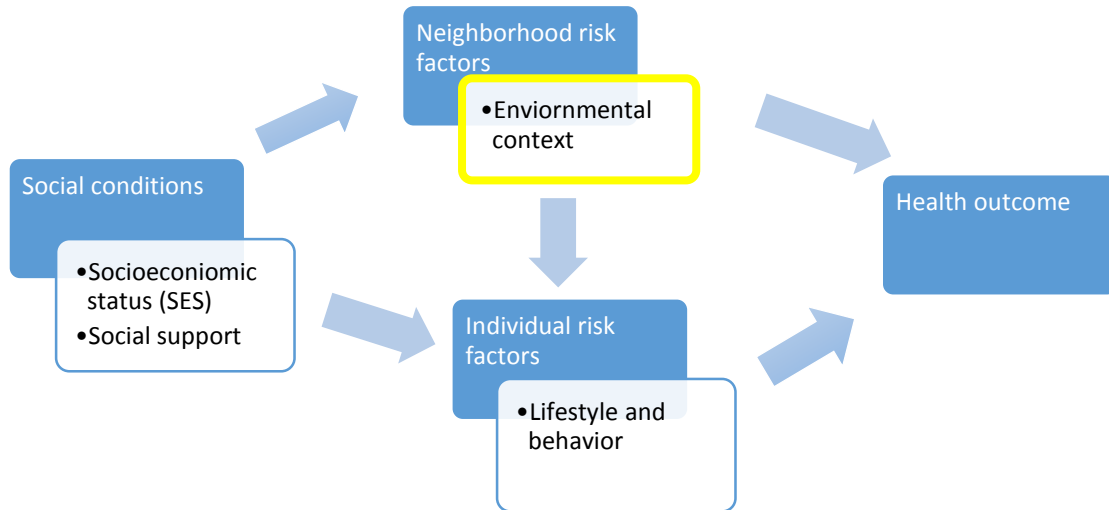 Neighborhood risk
factors
•Enviornmental
context
Social conditions
•Socioeconiomic
status (SES)
•Social support
Individual risk
factors
•Lifestyle and
behavior
Health outcome